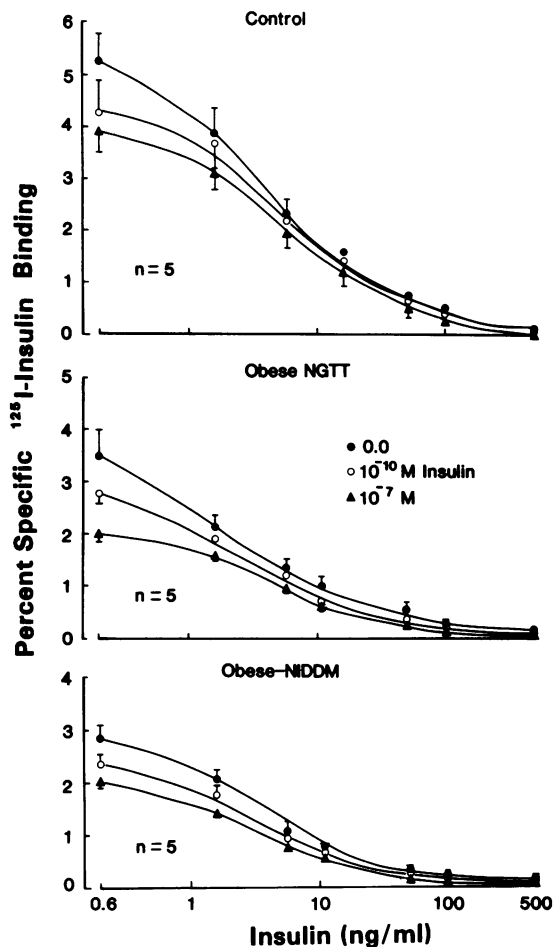 Control
6
5
4
3
2
1
0
n=5
Percent Specific ¹²⁵I-Insulin Binding
Obese NGTT
5
4
3
2
1
0
● 0.0
○ 10⁻¹⁰ M Insulin
▲ 10⁻⁷ M
n=5
Obese-NIDDM
4
3
2
1
0
n=5
0.6 1 10 100 500
Insulin (ng/ml)